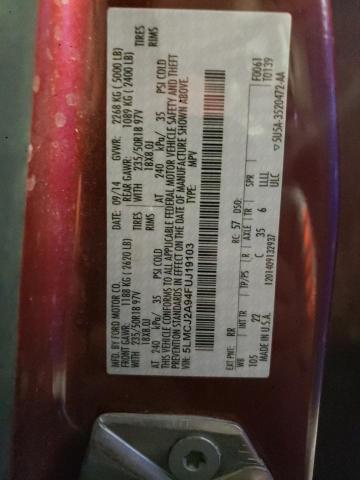 MFD. BY FORD MOTOR CO.
DATE: 09/14 GVWR: 2268 KG ( 5000 LB)
FRONT GAWR: 1188 KG ( 2620 LB) REAR GAWR: 1089 KG ( 2400 LB)
WITH 235/50R18 97V TIRES WITH 235/50R18 97V TIRES
18X8.0J RIMS 18X8.0J RIMS
AT 240 kPa/ 35 PSI COLD AT 240 kPa/ 35 PSI COLD
THIS VEHICLE CONFORMS TO ALL APPLICABLE FEDERAL MOTOR VEHICLE SAFETY AND THEFT
PREVENTION STANDARDS IN EFFECT ON THE DATE OF MANUFACTURE SHOWN ABOVE.
VIN: 5LMCJ2A94FUJ19103 TYPE: MPV
F0061
T0139
EXT PNT: RR RC: 57 DSO:
WB INT TR TP/PS R AXLE TR SPR
105 22 C 35 6 LLLL
MADE IN U.S.A. ULC
1201409132937 5U5A-3520472-AA